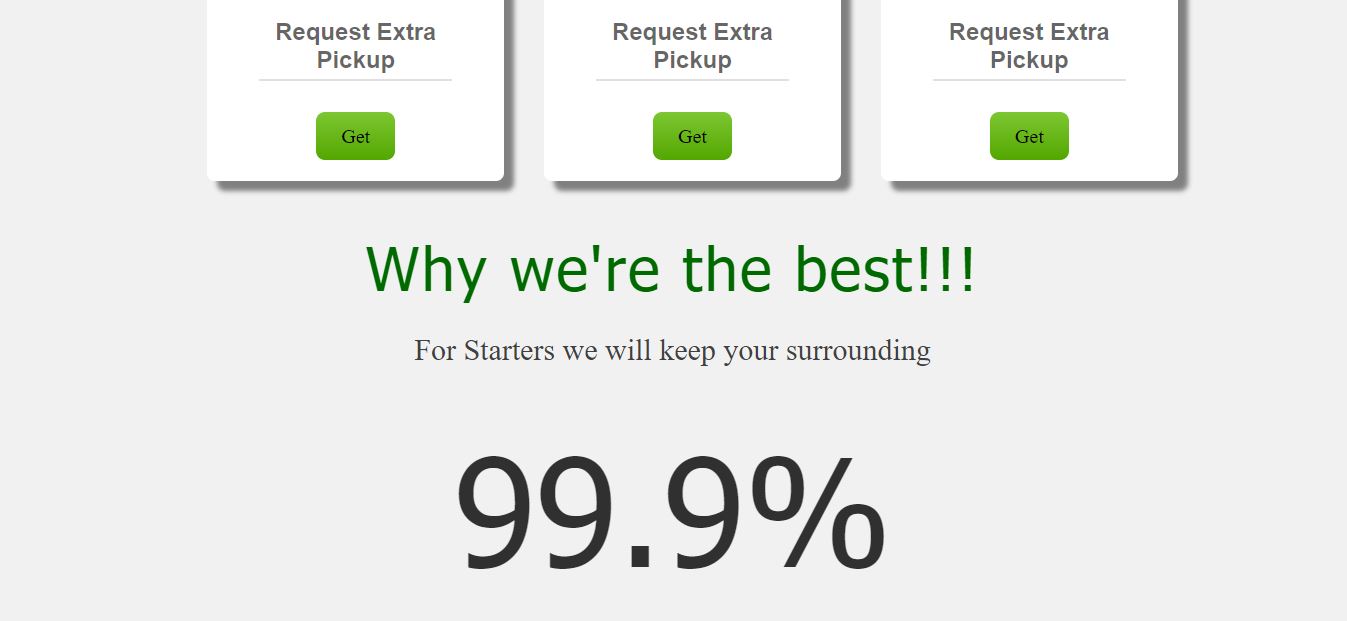 Request Extra
Pickup
Request Extra
Pickup
Request Extra
Pickup
Get
Get
Get
Why we're the best!!!
For Starters we will keep your surrounding
99.9%